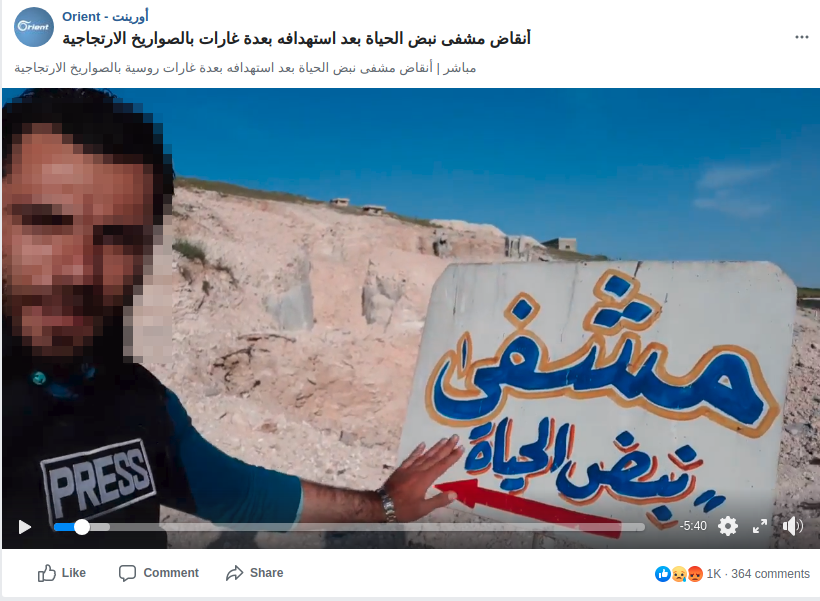 Orient
Orient - أورينت
أنقاض مشفى نبض الحياة بعد استهدافه بعدة غارات بالصواريخ الارتجاجية
مباشر | أنقاض مشفى نبض الحياة بعد استهدافه بعدة غارات روسية بالصواريخ الارتجاجية
مشفى
نبض الحياة
PRESS
-5:40
Like
Comment
Share
1K · 364 comments